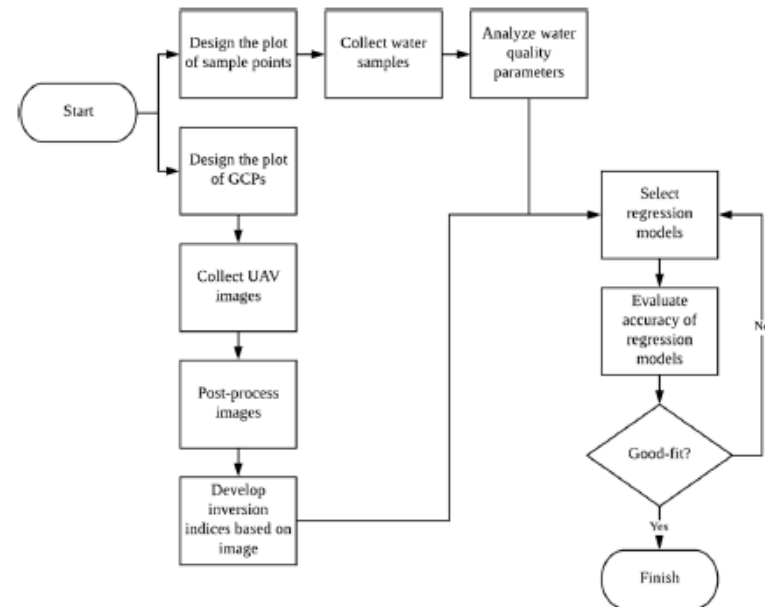 Start
Design the plot
of sample points
Collect water
samples
Analyze water
quality
parameters
Design the plot
of GCPs
Collect UAV
images
Post-process
images
Develop
inversion
indices based on
image
Select
regression
models
Evaluate
accuracy of
regression
models
Good-fit?
Yes
Finish